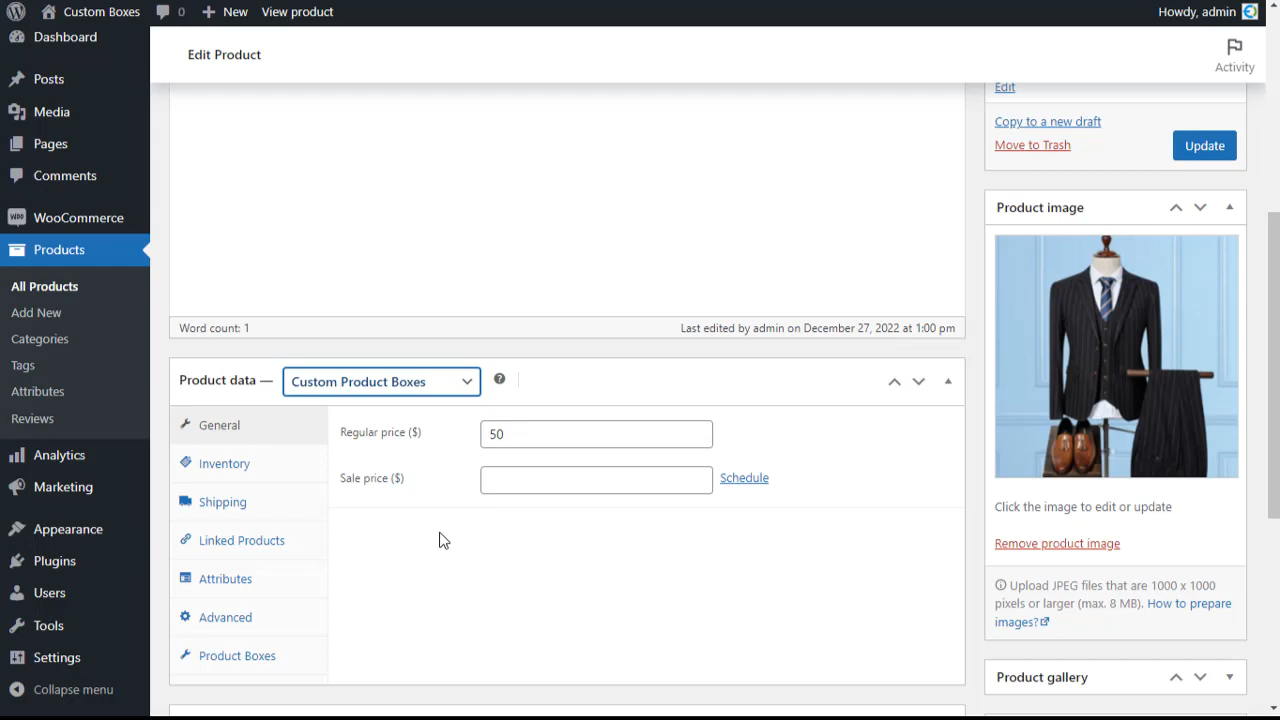 Custom Boxes
0
New
View product
Howdy, admin
Dashboard
Posts
Media
Pages
Comments
WooCommerce
Products
All Products
Add New
Categories
Tags
Attributes
Reviews
Analytics
Marketing
Appearance
Plugins
Users
Tools
Settings
Collapse menu
Edit Product
Activity
Word count: 1
Last edited by admin on December 27, 2022 at 1:00 pm
Product data —
Custom Product Boxes
General
Inventory
Shipping
Linked Products
Attributes
Advanced
Product Boxes
Regular price ($)
50
Sale price ($)
Schedule
Edit
Copy to a new draft
Move to Trash
Update
Product image
Click the image to edit or update
Remove product image
Upload JPEG files that are 1000 x 1000
pixels or larger (max. 8 MB). How to prepare
images?
Product gallery